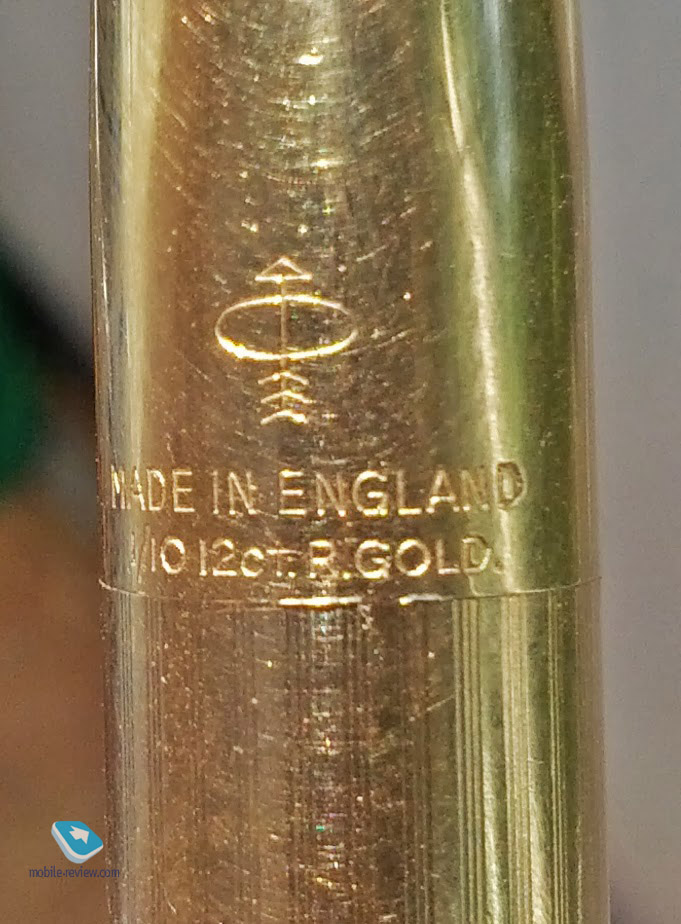 MADE IN ENGLAND
1/10 12CT. R. GOLD.
mobile-review.com